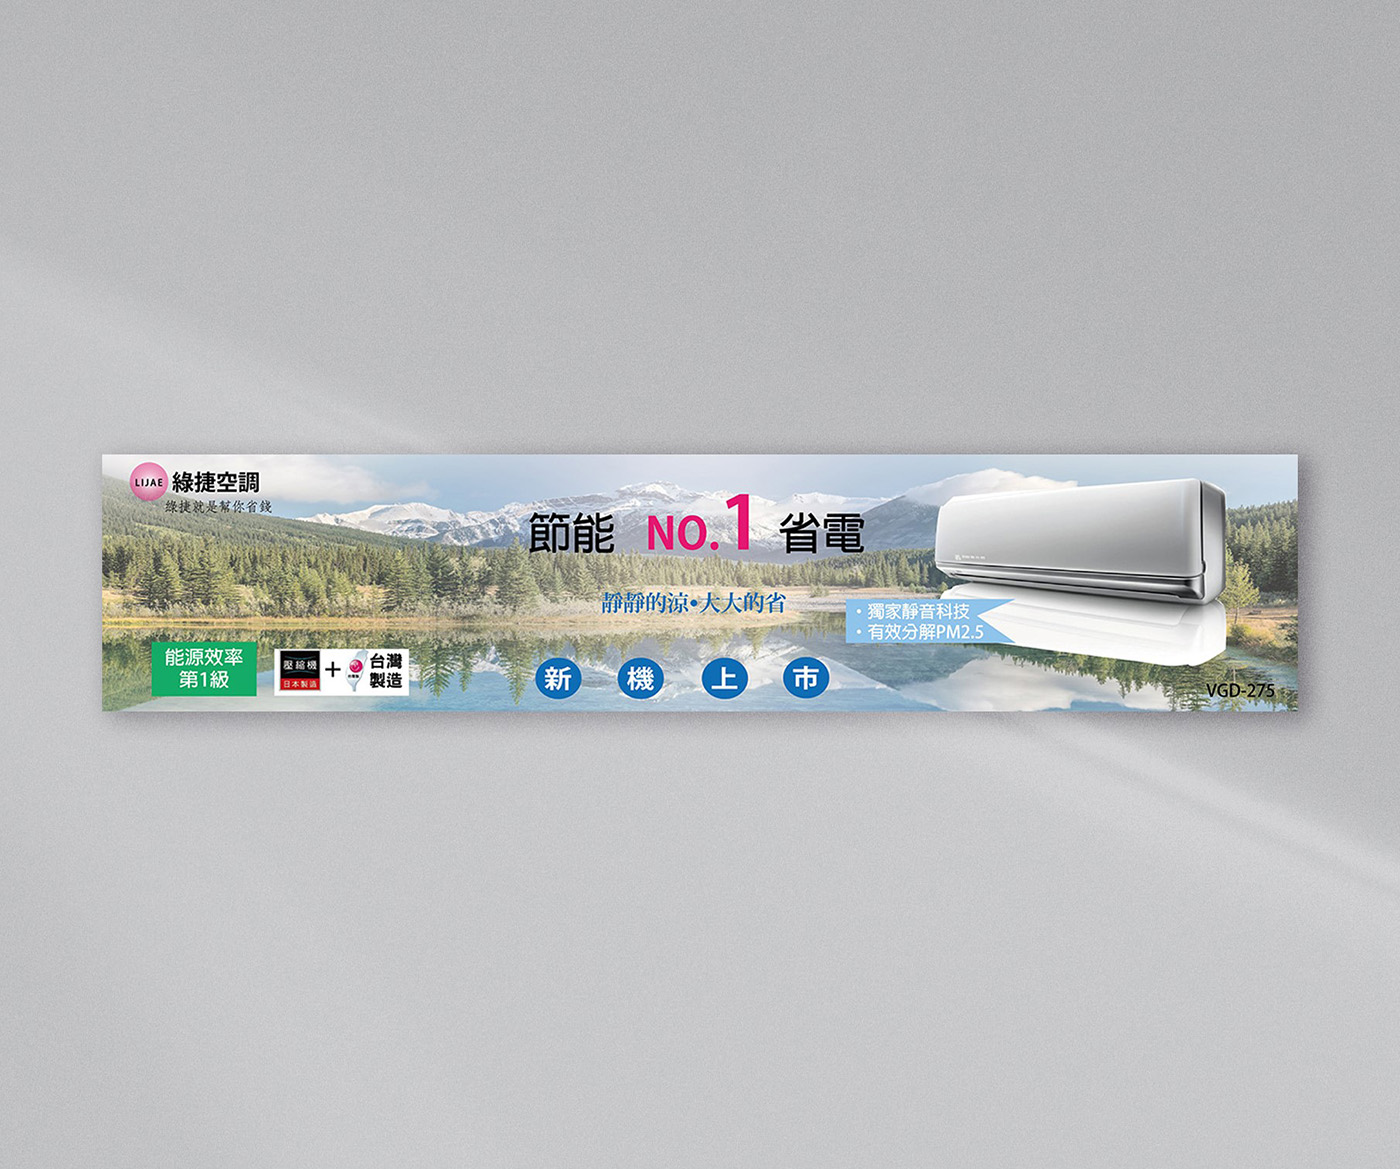 LIJAE 綠捷空調
綠捷就是幫你省錢
節能 NO.1 省電
靜靜的涼•大大的省
・獨家靜音科技
・有效分解PM2.5
能源效率
第1級
壓縮機
日本製造
+
台灣
製造
新 機 上 市
VGD-275